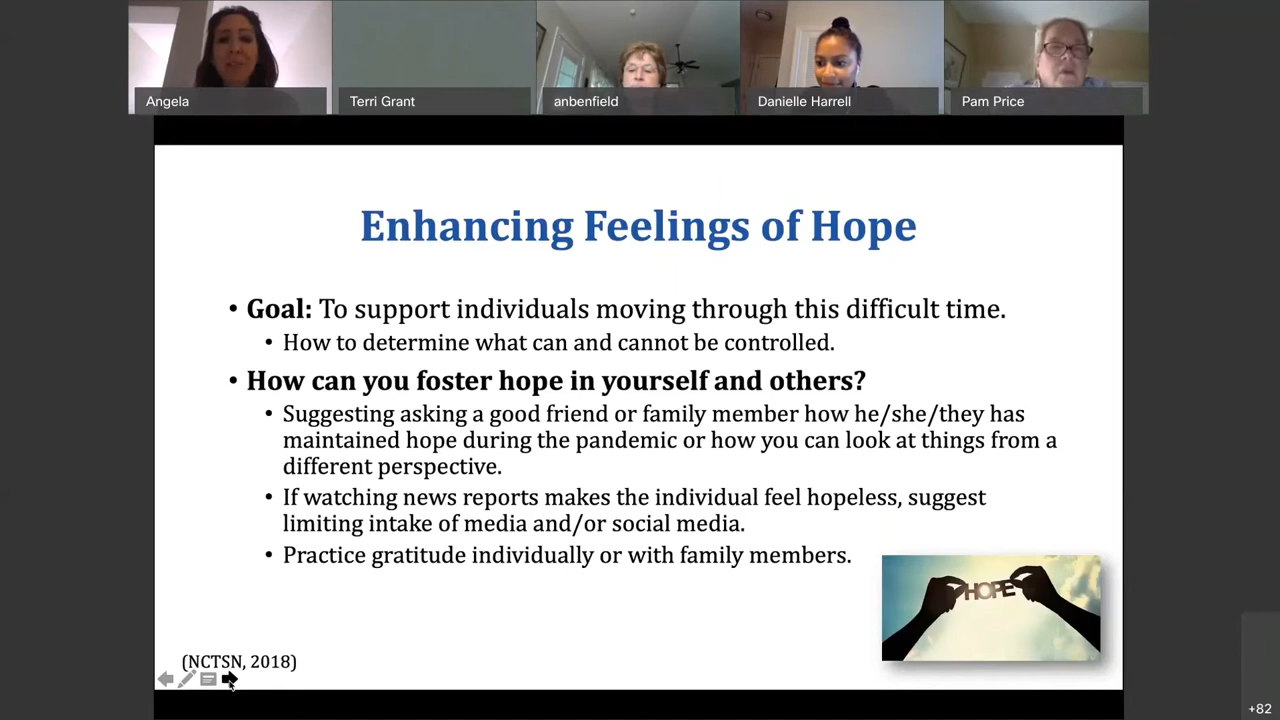 Angela
Terri Grant
anbenfield
Danielle Harrell
Pam Price
Enhancing Feelings of Hope
• Goal: To support individuals moving through this difficult time.
• How to determine what can and cannot be controlled.
• How can you foster hope in yourself and others?
• Suggesting asking a good friend or family member how he/she/they has
maintained hope during the pandemic or how you can look at things from a
different perspective.
• If watching news reports makes the individual feel hopeless, suggest
limiting intake of media and/or social media.
• Practice gratitude individually or with family members.
HOPE
(NCTSN, 2018)
+82